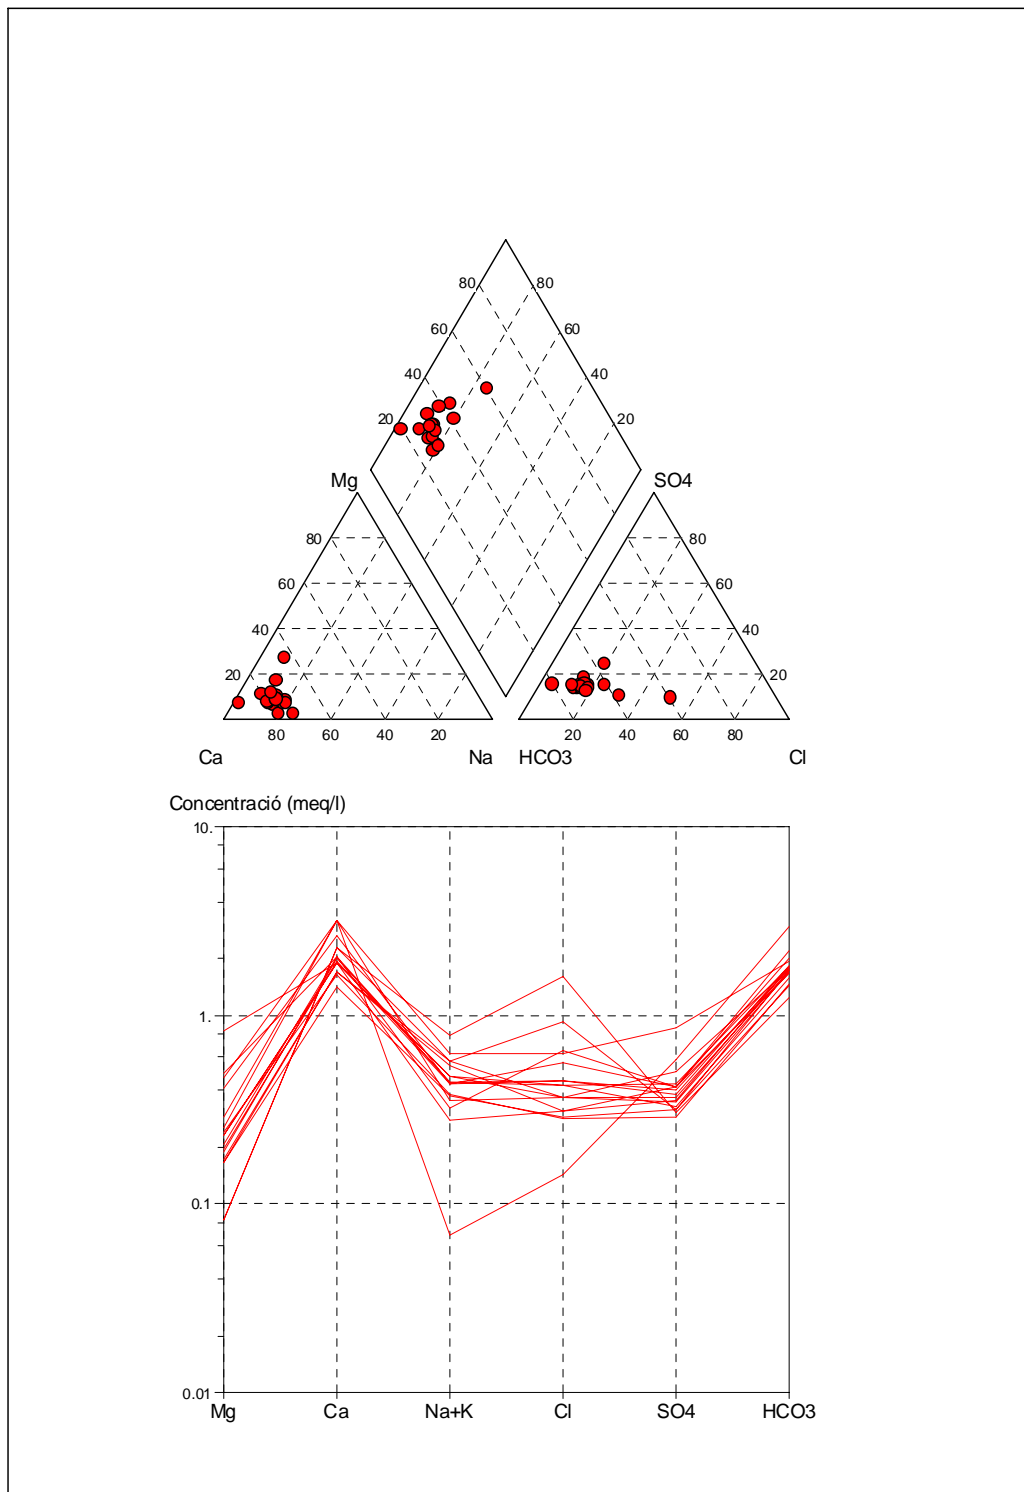 80 80
60 60
40 40
20 20
Mg SO4
80 80
60 60
40 40
20 20
80 60 40 20 20 40 60 80
Ca Na HCO3 Cl
Concentració (meq/l)
10.
1.
0.1
0.01
Mg Ca Na+K Cl SO4 HCO3